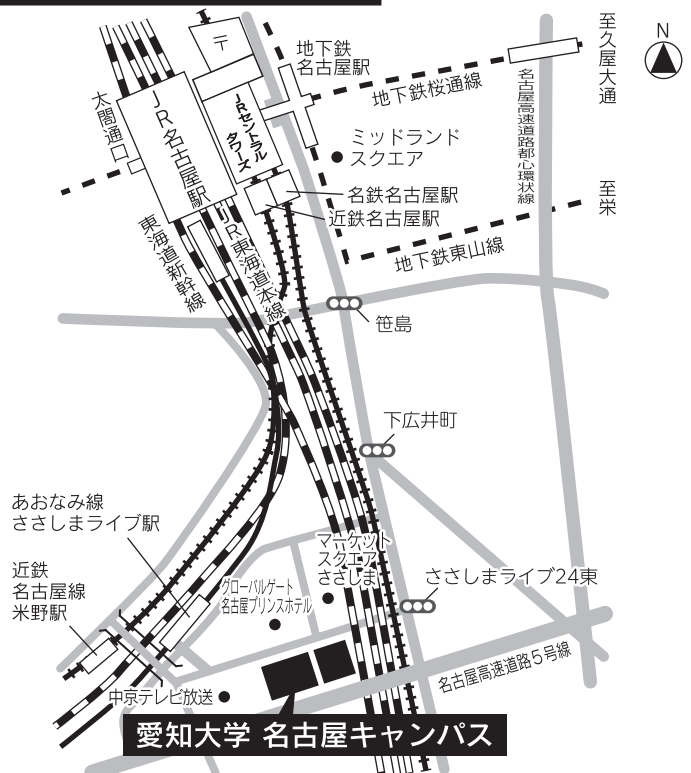 〒
地下鉄
名古屋駅
至久屋大通
N
地下鉄桜通線
名古屋高速道路都心環状線
太閤通口
JR名古屋駅
JRセントラル
タワーズ
ミッドランド
スクエア
名鉄名古屋駅
近鉄名古屋駅
至栄
地下鉄東山線
東海道新幹線
JR東海道本線
笹島
下広井町
あおなみ線
ささしまライブ駅
マーケット
スクエア
ささしま
近鉄
名古屋線
米野駅
グローバルゲート
名古屋プリンスホテル
ささしまライブ24東
名古屋高速道路5号線
中京テレビ放送
愛知大学 名古屋キャンパス